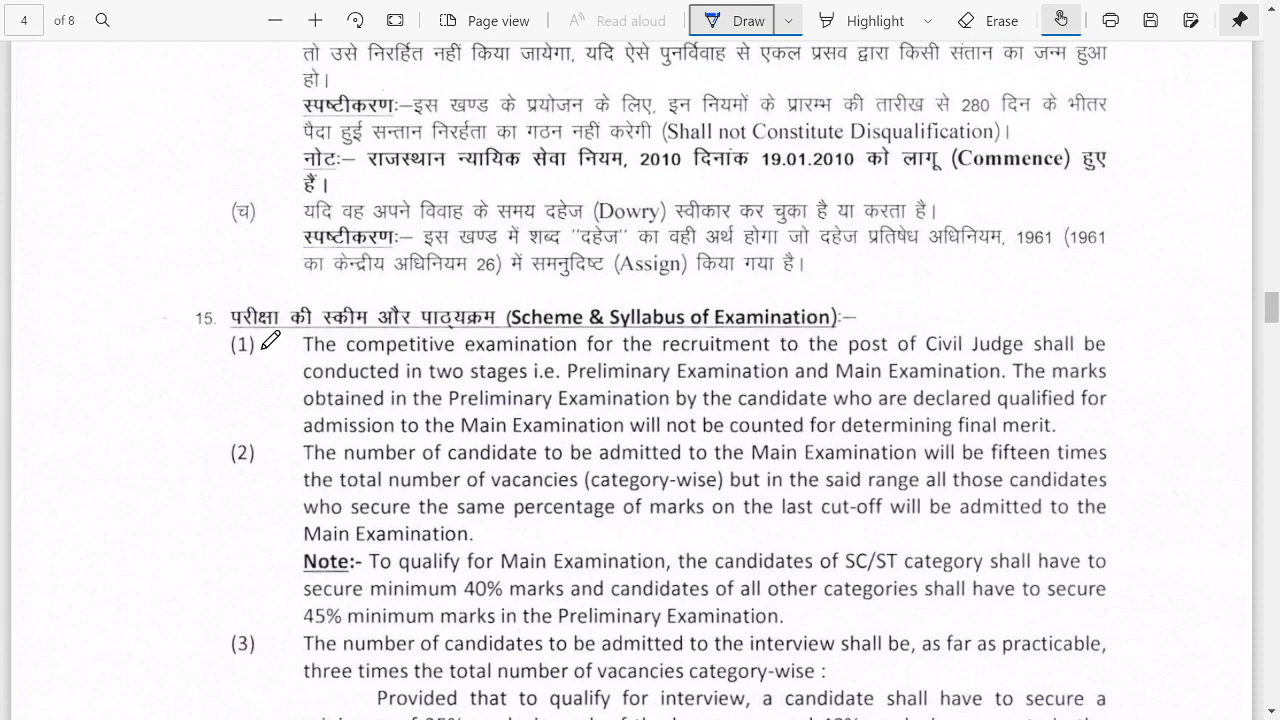 4 of 8 Page view Read aloud Draw Highlight Erase
तो उसे निरर्हित नहीं किया जायेगा, यदि ऐसे पुनर्विवाह से एकल प्रसव द्वारा किसी संतान का जन्म हुआ
हो।
स्पष्टीकरण:–इस खण्ड के प्रयोजन के लिए, इन नियमों के प्रारम्भ की तारीख से 280 दिन के भीतर
पैदा हुई सन्तान निरर्हता का गठन नहीं करेगी (Shall not Constitute Disqualification)।
नोट:– राजस्थान न्यायिक सेवा नियम, 2010 दिनांक 19.01.2010 को लागू (Commence) हुए
हैं।
(च) यदि वह अपने विवाह के समय दहेज (Dowry) स्वीकार कर चुका है या करता है।
स्पष्टीकरण:– इस खण्ड में शब्द "दहेज" का वही अर्थ होगा जो दहेज प्रतिषेध अधिनियम, 1961 (1961
का केन्द्रीय अधिनियम 26) में समनुदिष्ट (Assign) किया गया है।
15. परीक्षा की स्कीम और पाठ्यक्रम (Scheme & Syllabus of Examination):–
(1) The competitive examination for the recruitment to the post of Civil Judge shall be
conducted in two stages i.e. Preliminary Examination and Main Examination. The marks
obtained in the Preliminary Examination by the candidate who are declared qualified for
admission to the Main Examination will not be counted for determining final merit.
(2) The number of candidate to be admitted to the Main Examination will be fifteen times
the total number of vacancies (category-wise) but in the said range all those candidates
who secure the same percentage of marks on the last cut-off will be admitted to the
Main Examination.
Note:- To qualify for Main Examination, the candidates of SC/ST category shall have to
secure minimum 40% marks and candidates of all other categories shall have to secure
45% minimum marks in the Preliminary Examination.
(3) The number of candidates to be admitted to the interview shall be, as far as practicable,
three times the total number of vacancies category-wise :
Provided that to qualify for interview, a candidate shall have to secure a